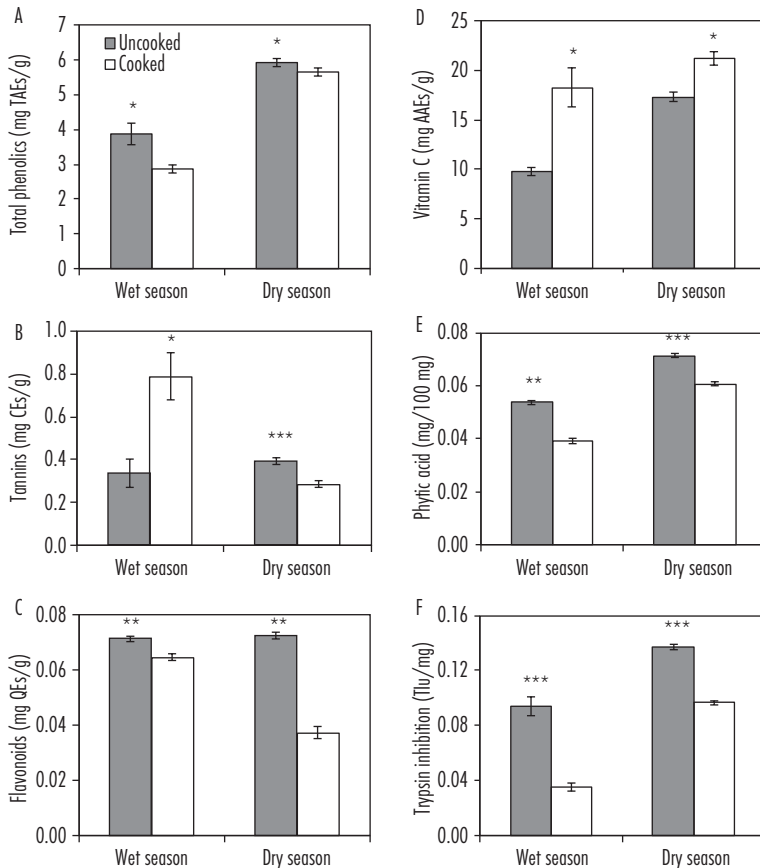 A
Total phenolics (mg TAEs/g)
7
6
5
4
3
2
1
0
Uncooked
Cooked
*
*
Wet season Dry season
B
Tannins (mg CEs/g)
1.0
0.8
0.6
0.4
0.2
0.0
*
***
Wet season Dry season
C
Flavonoids (mg QEs/g)
0.08
0.06
0.04
0.02
0.00
**
**
Wet season Dry season
D
Vitamin C (mg AAEs/g)
25
20
15
10
5
0
*
*
Wet season Dry season
E
Phytic acid (mg/100 mg)
0.08
0.06
0.04
0.02
0.00
**
***
Wet season Dry season
F
Trypsin inhibition (TIu/mg)
0.16
0.12
0.08
0.04
0.00
***
***
Wet season Dry season